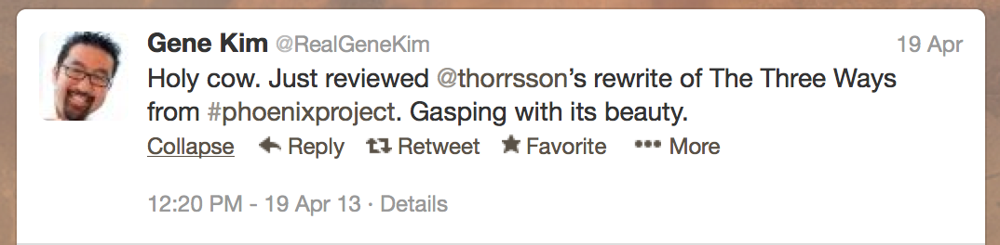 Gene Kim @RealGeneKim 19 Apr
Holy cow. Just reviewed @thorrsson's rewrite of The Three Ways
from #phoenixproject. Gasping with its beauty.
Collapse Reply Retweet Favorite More
12:20 PM - 19 Apr 13 · Details